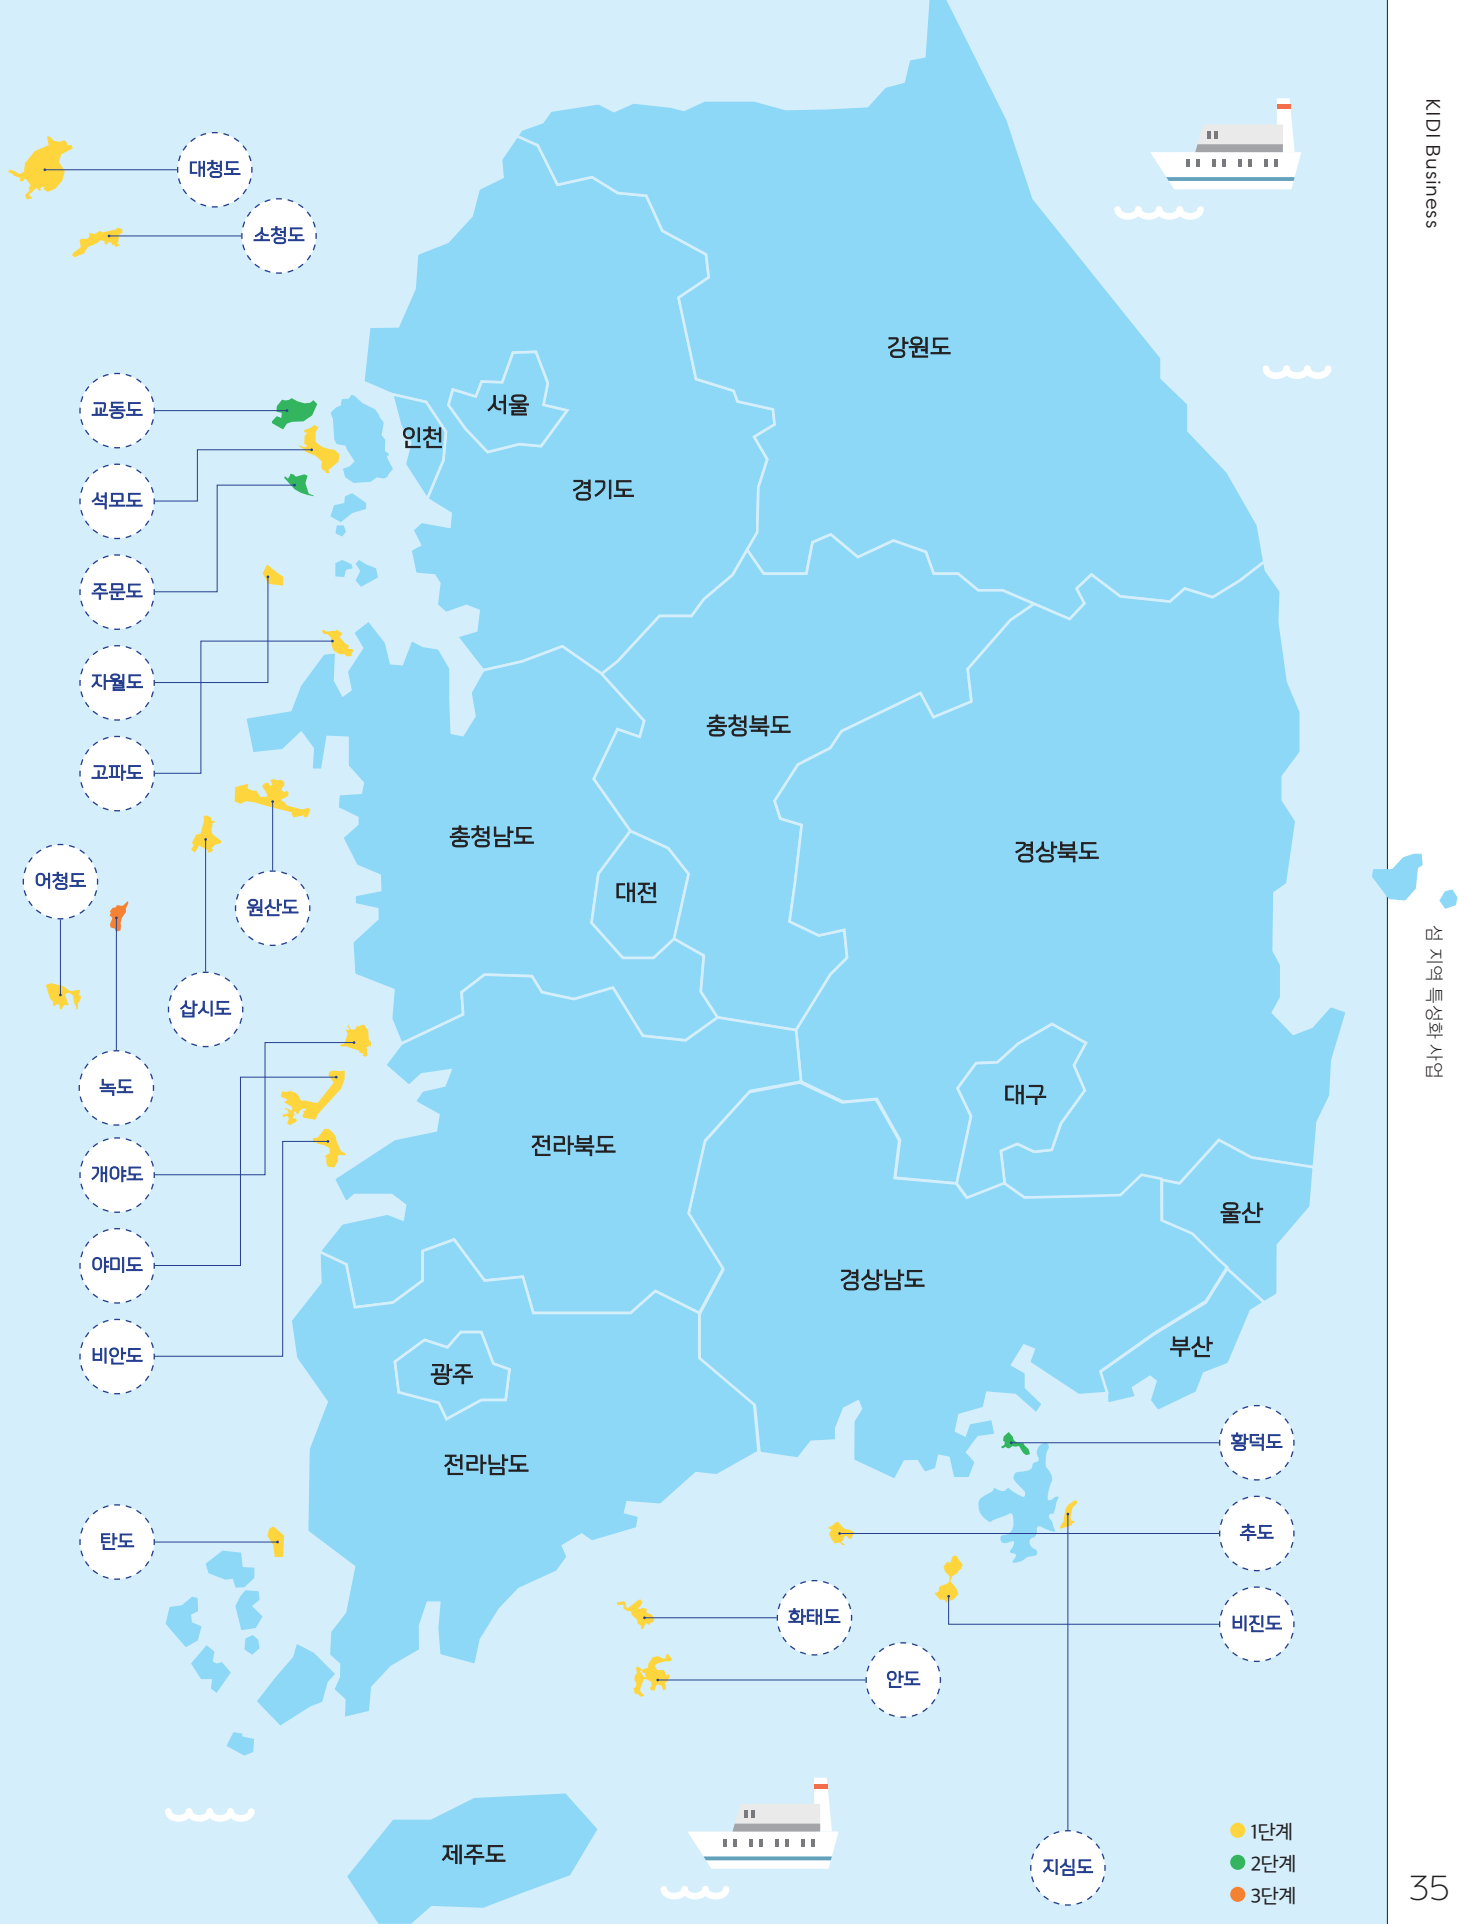 KIDI Business
대청도
소청도
강원도
교동도
서울
인천
석모도
경기도
주문도
자월도
충청북도
고파도
충청남도
경상북도
어청도
대전
원산도
섬 지역 특성화 사업
삽시도
녹도
대구
전라북도
개야도
울산
야미도
경상남도
부산
비안도
광주
황덕도
전라남도
추도
탄도
화태도
비진도
안도
제주도
지심도
1단계
2단계
3단계
35